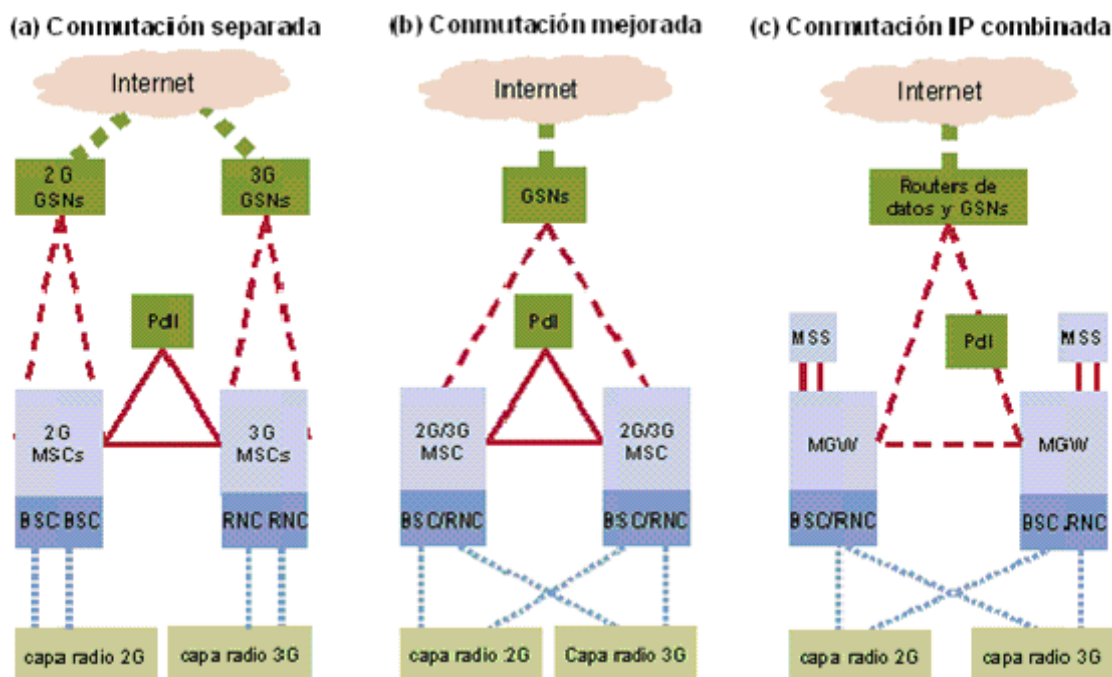 (a) Conmutación separada
(b) Conmutación mejorada
(c) Conmutación IP combinada
Internet
Internet
Internet
2G
GSNs
3G
GSNs
GSNs
Routers de
datos y GSNs
PdI
PdI
PdI
MSS
MSS
2G
MSCs
3G
MSCs
2G/3G
MSC
2G/3G
MSC
MGW
MGW
BSC BSC
RNC RNC
BSC/RNC
BSC/RNC
BSC/RNC
BSC/RNC
capa radio 2G
capa radio 3G
capa radio 2G
Capa radio 3G
capa radio 2G
capa radio 3G